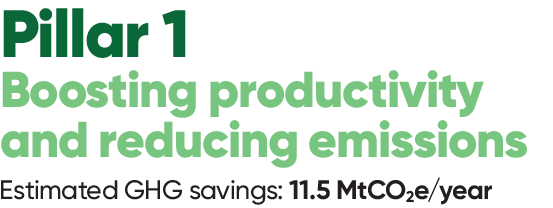 Pillar 1
Boosting productivity
and reducing emissions
Estimated GHG savings: 11.5 MtCO₂e/year